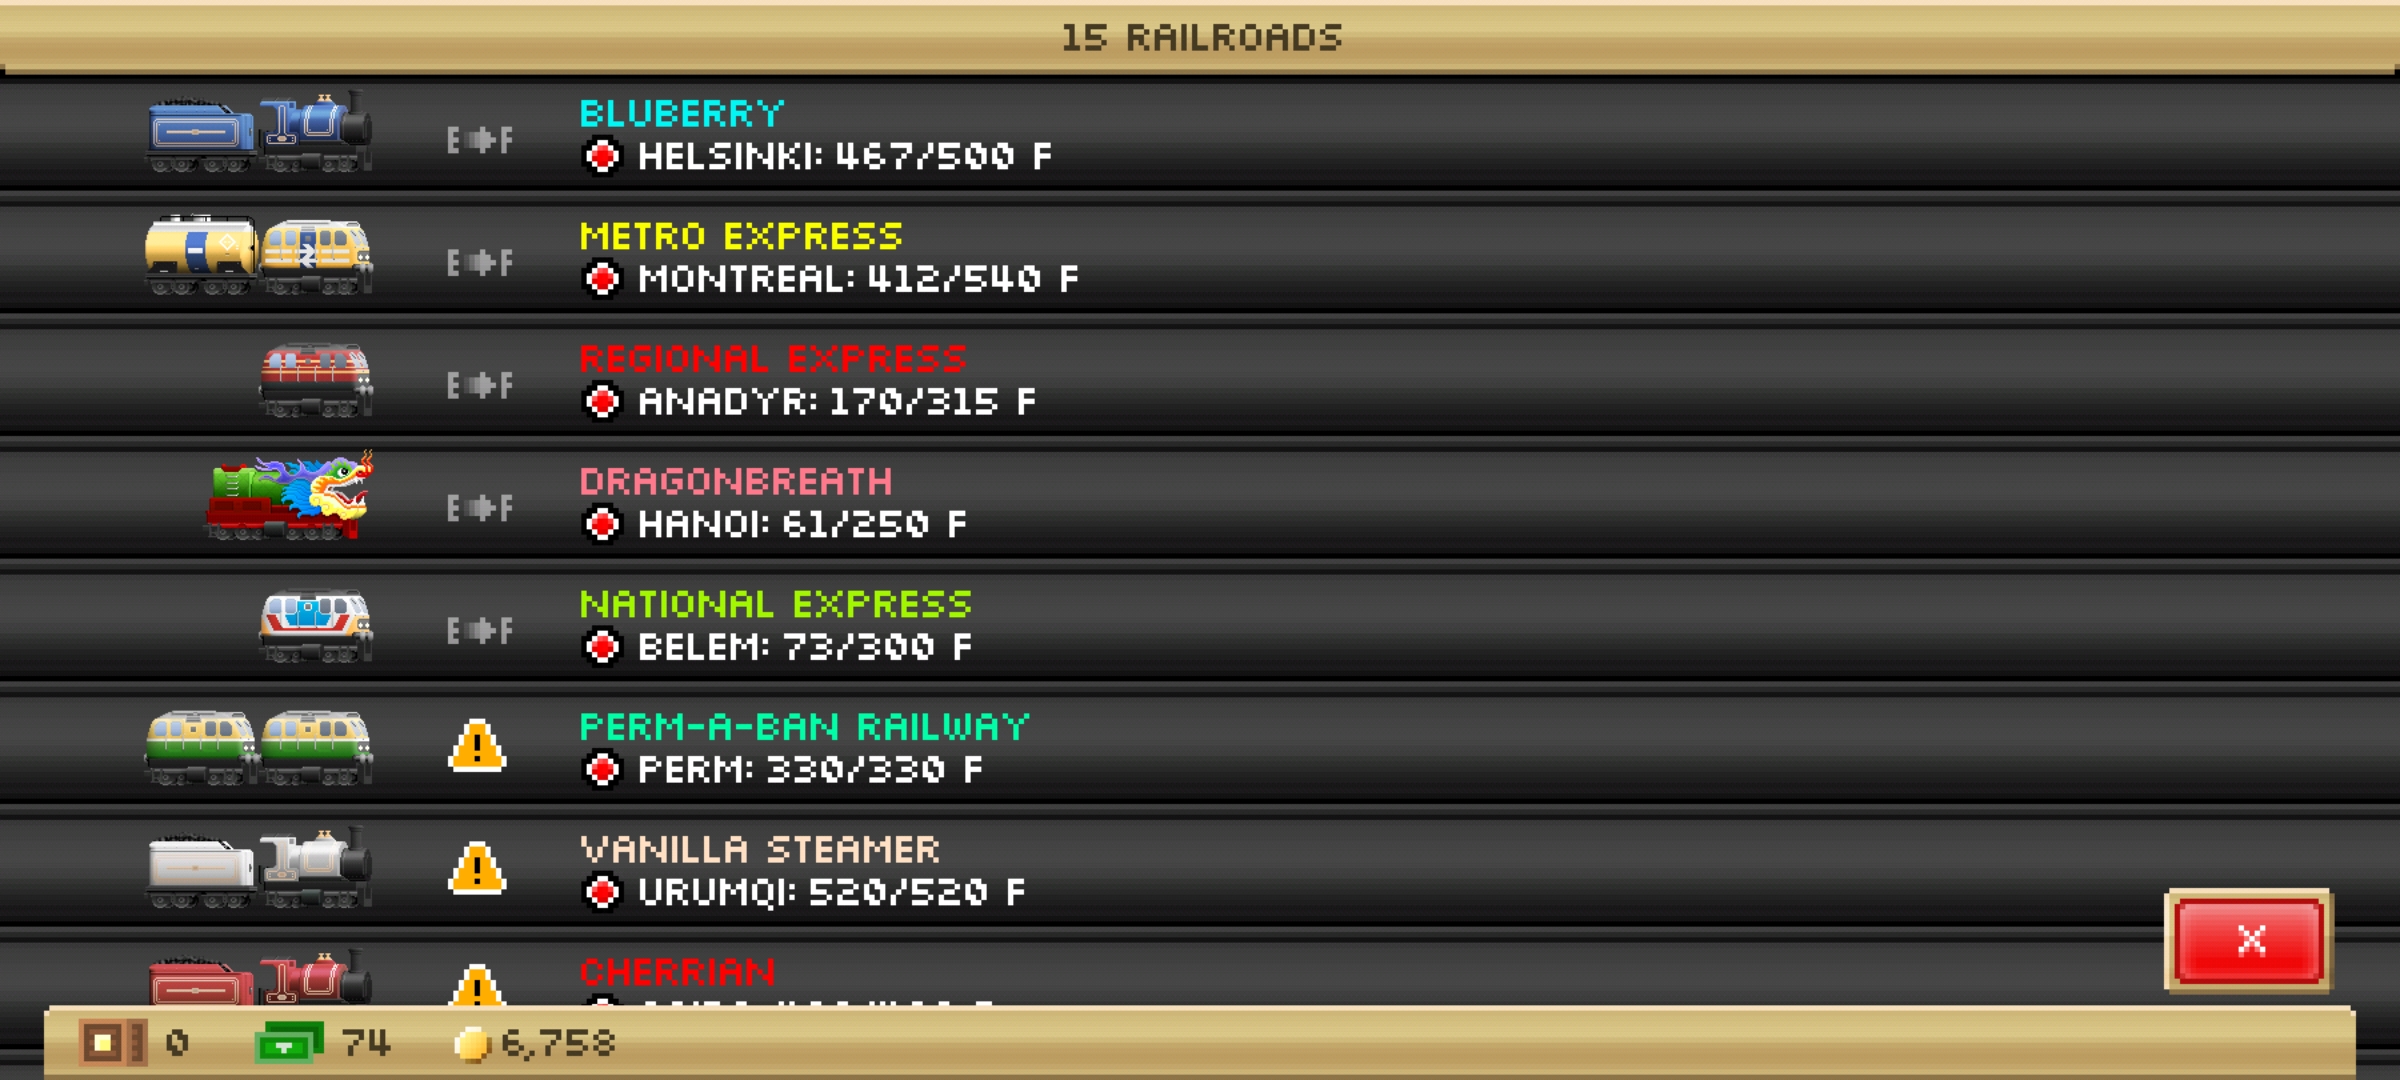 15 RAILROADS
BLUBERRY
E F
HELSINKI: 467/500 F
METRO EXPRESS
E F
MONTREAL: 412/540 F
REGIONAL EXPRESS
E F
ANADYR: 170/315 F
DRAGONBREATH
E F
HANOI: 61/250 F
NATIONAL EXPRESS
E F
BELEM: 73/300 F
PERM-A-BAN RAILWAY
PERM: 330/330 F
VANILLA STEAMER
URUMQI: 520/520 F
CHERRIAN
X
0 74 6,758